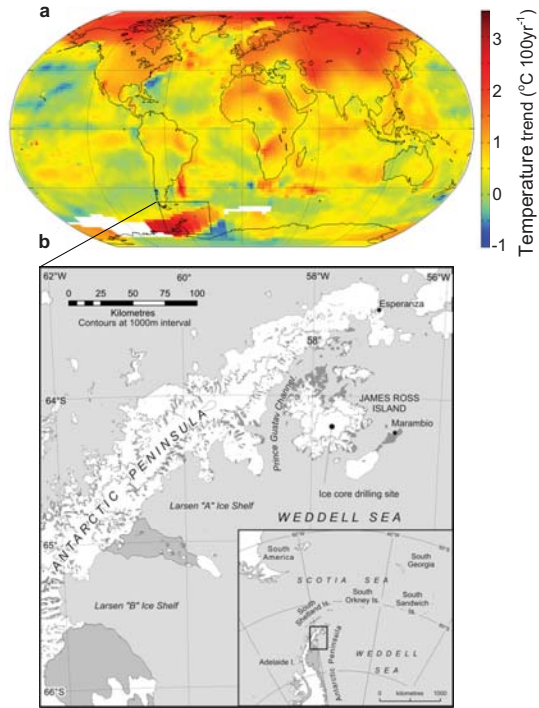 a
3
2
1
0
-1
Temperature trend (°C 100yr⁻¹)
b
62°W
60°W
58°W
56°W
0 25 50 75 100
Kilometres
Contours at 1000m interval
Esperanza
58°
64°S
JAMES ROSS
ISLAND
Marambio
Prince Gustav Channel
ANTARCTIC PENINSULA
Ice core drilling site
Larsen "A" Ice Shelf
WEDDELL SEA
65°S
Larsen "B" Ice Shelf
66°S
South
America
South
Georgia
SCOTIA SEA
South
Shetland Is.
South
Orkney Is.
South
Sandwich
Is.
Adelaide I.
Antarctic Peninsula
WEDDELL
SEA
kilometres
0 1000